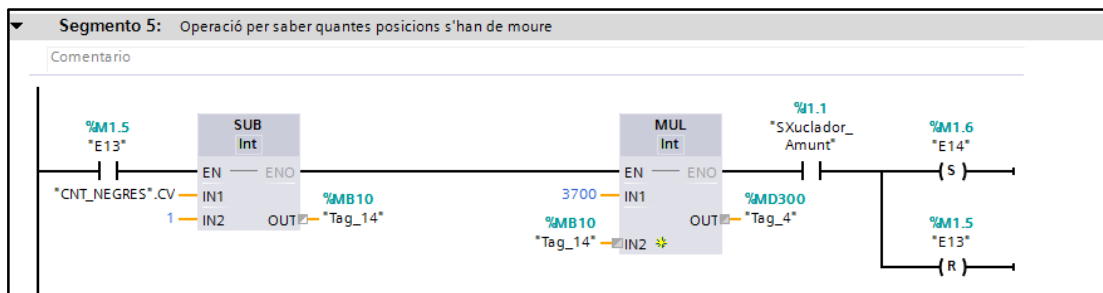 Segmento 5: Operació per saber quantes posicions s'han de moure
Comentario
%M1.5
"E13"
SUB
Int
EN ENO
"CNT_NEGRES".CV IN1
1 IN2
OUT
%MB10
"Tag_14"
MUL
Int
EN ENO
3700 IN1
%MB10
"Tag_14" IN2
OUT
%MD300
"Tag_4"
%I1.1
"SXuclador_
Amunt"
%M1.6
"E14"
S
%M1.5
"E13"
R